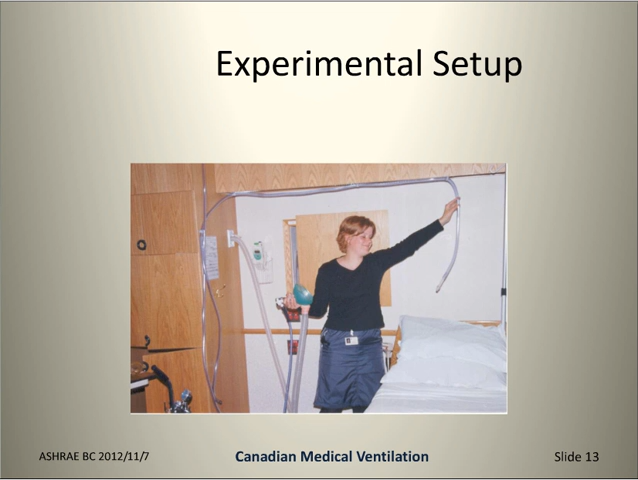 Experimental Setup
ASHRAE BC 2012/11/7
Canadian Medical Ventilation
Slide 13